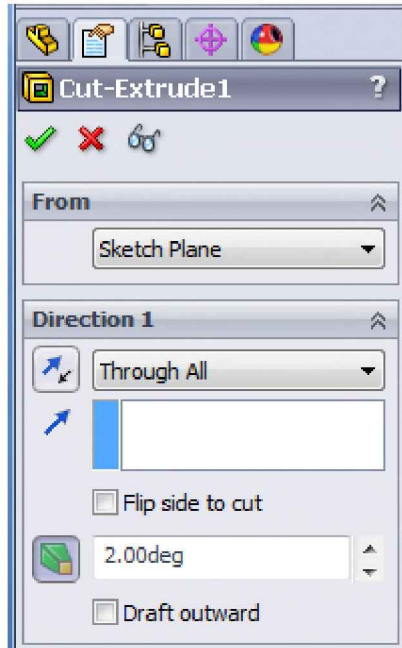 Cut-Extrude1 ?
From
Sketch Plane
Direction 1
Through All
Flip side to cut
2.00deg
Draft outward